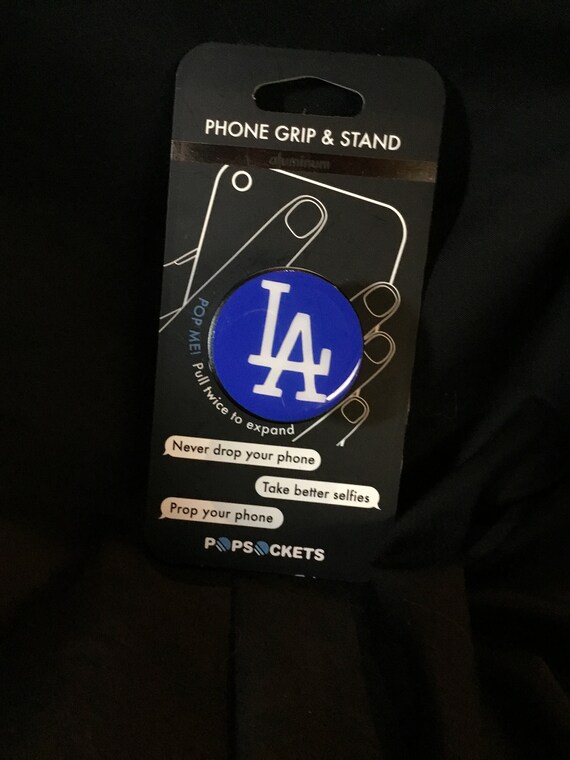 PHONE GRIP & STAND
aluminum
LA
POP ME! Pull twice to expand
Never drop your phone
Take better selfies
Prop your phone
POPSOCKETS